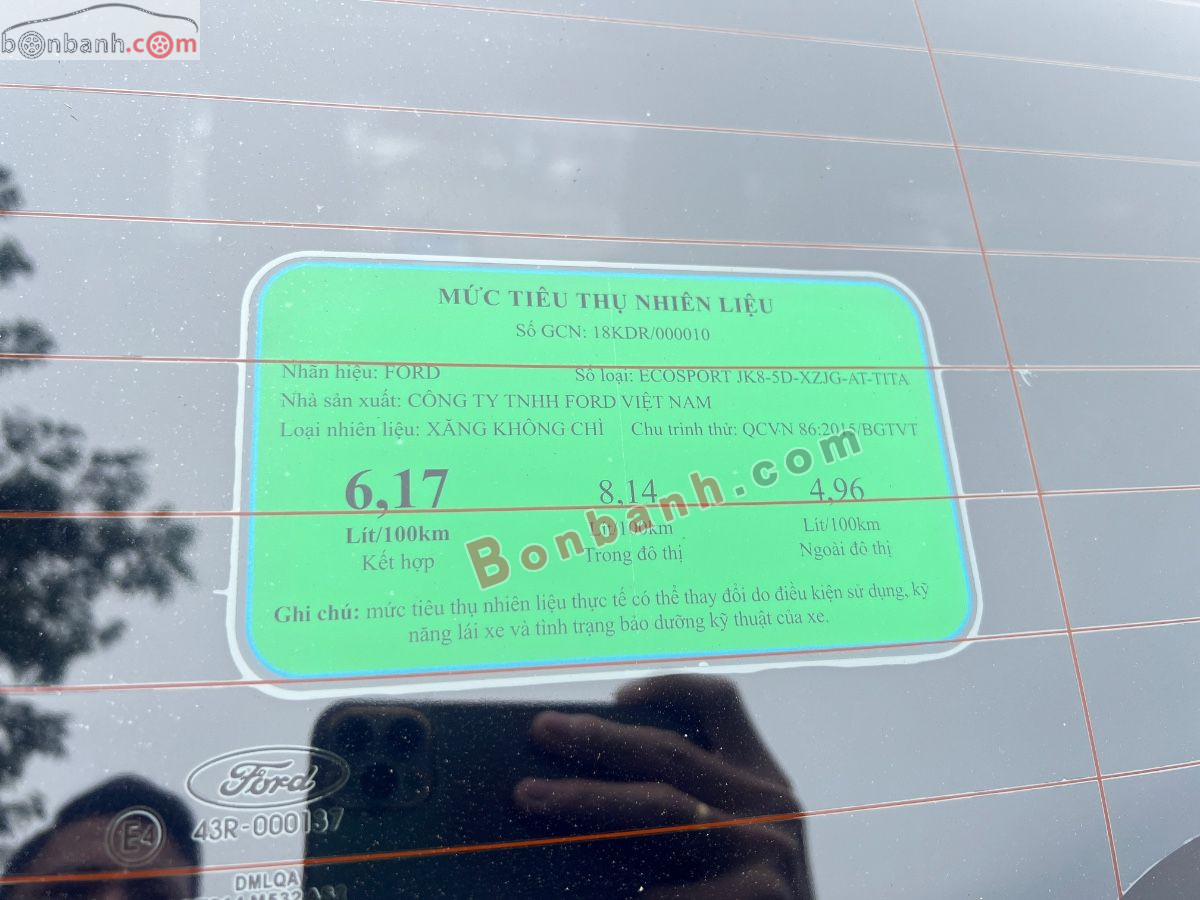 bonbanh.com
MỨC TIÊU THỤ NHIÊN LIỆU
Số GCN: 18KDR/000010
Nhãn hiệu: FORD Số loại: ECOSPORT JK8-5D-XZJG-AT-TITA
Nhà sản xuất: CÔNG TY TNHH FORD VIỆT NAM
Loại nhiên liệu: XĂNG KHÔNG CHÌ Chu trình thử: QCVN 86:2015/BGTVT
6,17 8,14 4,96
Lít/100km Lít/100km Lít/100km
Kết hợp Trong đô thị Ngoài đô thị
Bonbanh.com
Ghi chú: mức tiêu thụ nhiên liệu thực tế có thể thay đổi do điều kiện sử dụng, kỹ
năng lái xe và tình trạng bảo dưỡng kỹ thuật của xe.
Ford
E4 43R-000137
DMLQA